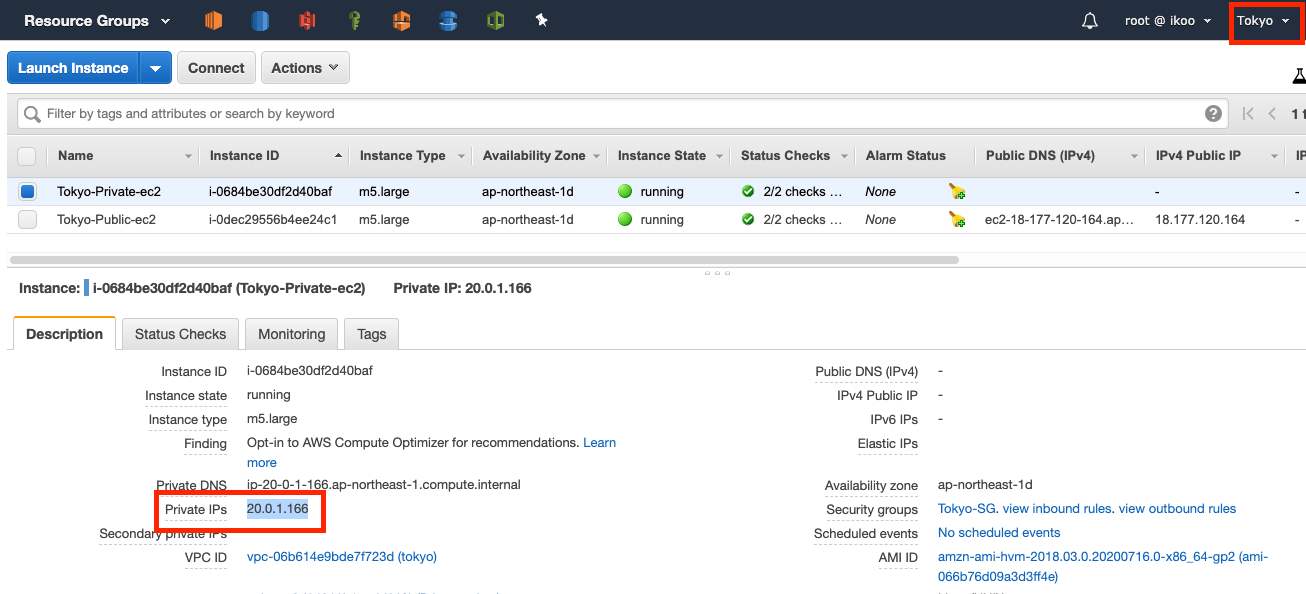 Resource Groups root @ ikoo Tokyo
Launch Instance Connect Actions
Filter by tags and attributes or search by keyword ? 1 t
Name Instance ID Instance Type Availability Zone Instance State Status Checks Alarm Status Public DNS (IPv4) IPv4 Public IP IP
Tokyo-Private-ec2 i-0684be30df2d40baf m5.large ap-northeast-1d running 2/2 checks ... None - -
Tokyo-Public-ec2 i-0dec29556b4ee24c1 m5.large ap-northeast-1d running 2/2 checks ... None ec2-18-177-120-164.ap... 18.177.120.164 -
Instance: i-0684be30df2d40baf (Tokyo-Private-ec2) Private IP: 20.0.1.166
Description Status Checks Monitoring Tags
Instance ID i-0684be30df2d40baf Public DNS (IPv4) -
Instance state running IPv4 Public IP -
Instance type m5.large IPv6 IPs -
Finding Opt-in to AWS Compute Optimizer for recommendations. Learn Elastic IPs
more
Private DNS ip-20-0-1-166.ap-northeast-1.compute.internal Availability zone ap-northeast-1d
Private IPs 20.0.1.166 Security groups Tokyo-SG. view inbound rules. view outbound rules
Secondary private IPs Scheduled events No scheduled events
VPC ID vpc-06b614e9bde7f723d (tokyo) AMI ID amzn-ami-hvm-2018.03.0.20200716.0-x86_64-gp2 (ami-
066b76d09a3d3ff4e)